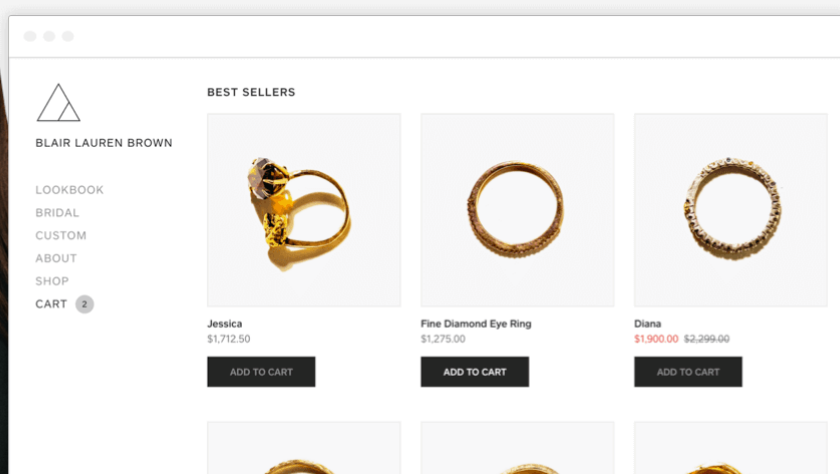 BEST SELLERS
BLAIR LAUREN BROWN
LOOKBOOK
BRIDAL
CUSTOM
ABOUT
SHOP
CART 2
Jessica
$1,712.50
ADD TO CART
Fine Diamond Eye Ring
$1,275.00
ADD TO CART
Diana
$1,900.00 $2,299.00
ADD TO CART